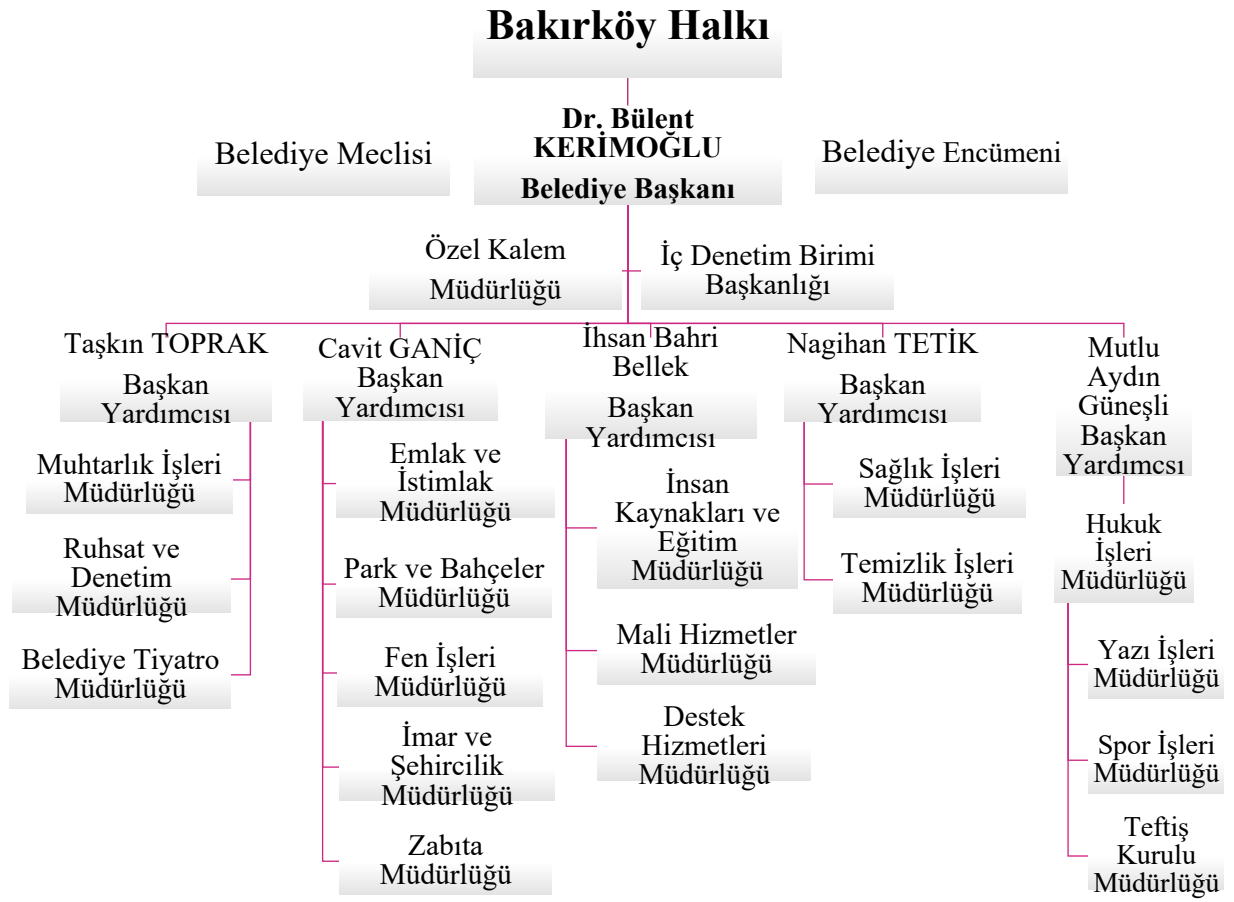 Bakırköy Halkı
Dr. Bülent
KERİMOĞLU
Belediye Başkanı
Belediye Meclisi
Belediye Encümeni
Özel Kalem
Müdürlüğü
İç Denetim Birimi
Başkanlığı
Taşkın TOPRAK
Başkan
Yardımcısı
Muhtarlık İşleri
Müdürlüğü
Ruhsat ve
Denetim
Müdürlüğü
Belediye Tiyatro
Müdürlüğü
Cavit GANİÇ
Başkan
Yardımcısı
Emlak ve
İstimlak
Müdürlüğü
Park ve Bahçeler
Müdürlüğü
Fen İşleri
Müdürlüğü
İmar ve
Şehircilik
Müdürlüğü
Zabıta
Müdürlüğü
İhsan Bahri
Bellek
Başkan
Yardımcısı
İnsan
Kaynakları ve
Eğitim
Müdürlüğü
Mali Hizmetler
Müdürlüğü
Destek
Hizmetleri
Müdürlüğü
Nagihan TETİK
Başkan
Yardımcısı
Sağlık İşleri
Müdürlüğü
Temizlik İşleri
Müdürlüğü
Mutlu
Aydın
Güneşli
Başkan
Yardımcsı
Hukuk
İşleri
Müdürlüğü
Yazı İşleri
Müdürlüğü
Spor İşleri
Müdürlüğü
Teftiş
Kurulu
Müdürlüğü